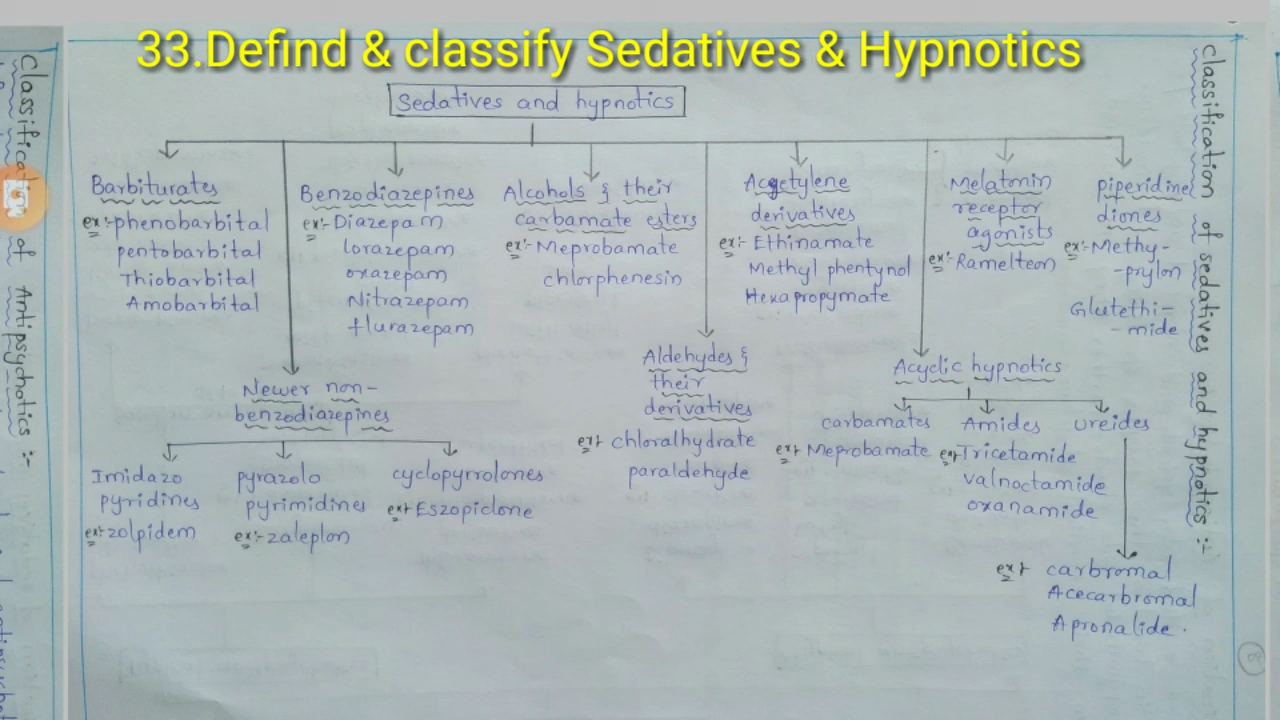 33.Defind & classify Sedatives & Hypnotics
Sedatives and hypnotics
Barbiturates
ex:- phenobarbital
pentobarbital
Thiobarbital
Amobarbital
Benzodiazepines
ex:- Diazepam
lorazepam
oxazepam
Nitrazepam
flurazepam
Alcohols & their
carbamate esters
ex:- Meprobamate
chlorphenesin
Acgetylene
derivatives
ex:- Ethinamate
Methyl phentynol
Hexapropymate
Melatonin
receptor
agonists
ex:- Ramelteon
piperidine
diones
ex:- Methy-
-prylon
Glutethi-
-mide
Newer non-
benzodiazepines
Imidazo
pyridines
ex:- zolpidem
pyrazolo
pyrimidines
ex:- zaleplon
cyclopyrrolones
ex:- Eszopiclone
Aldehydes &
their
derivatives
ex:- chloralhydrate
paraldehyde
Acyclic hypnotics
carbamates
ex:- Meprobamate
Amides
ex:- Tricetamide
valnoctamide
oxanamide
ureides
ex:- carbromal
Acecarbromal
Apronalide.
classification of sedatives and hypnotics :-
classification of Antipsychotics :-